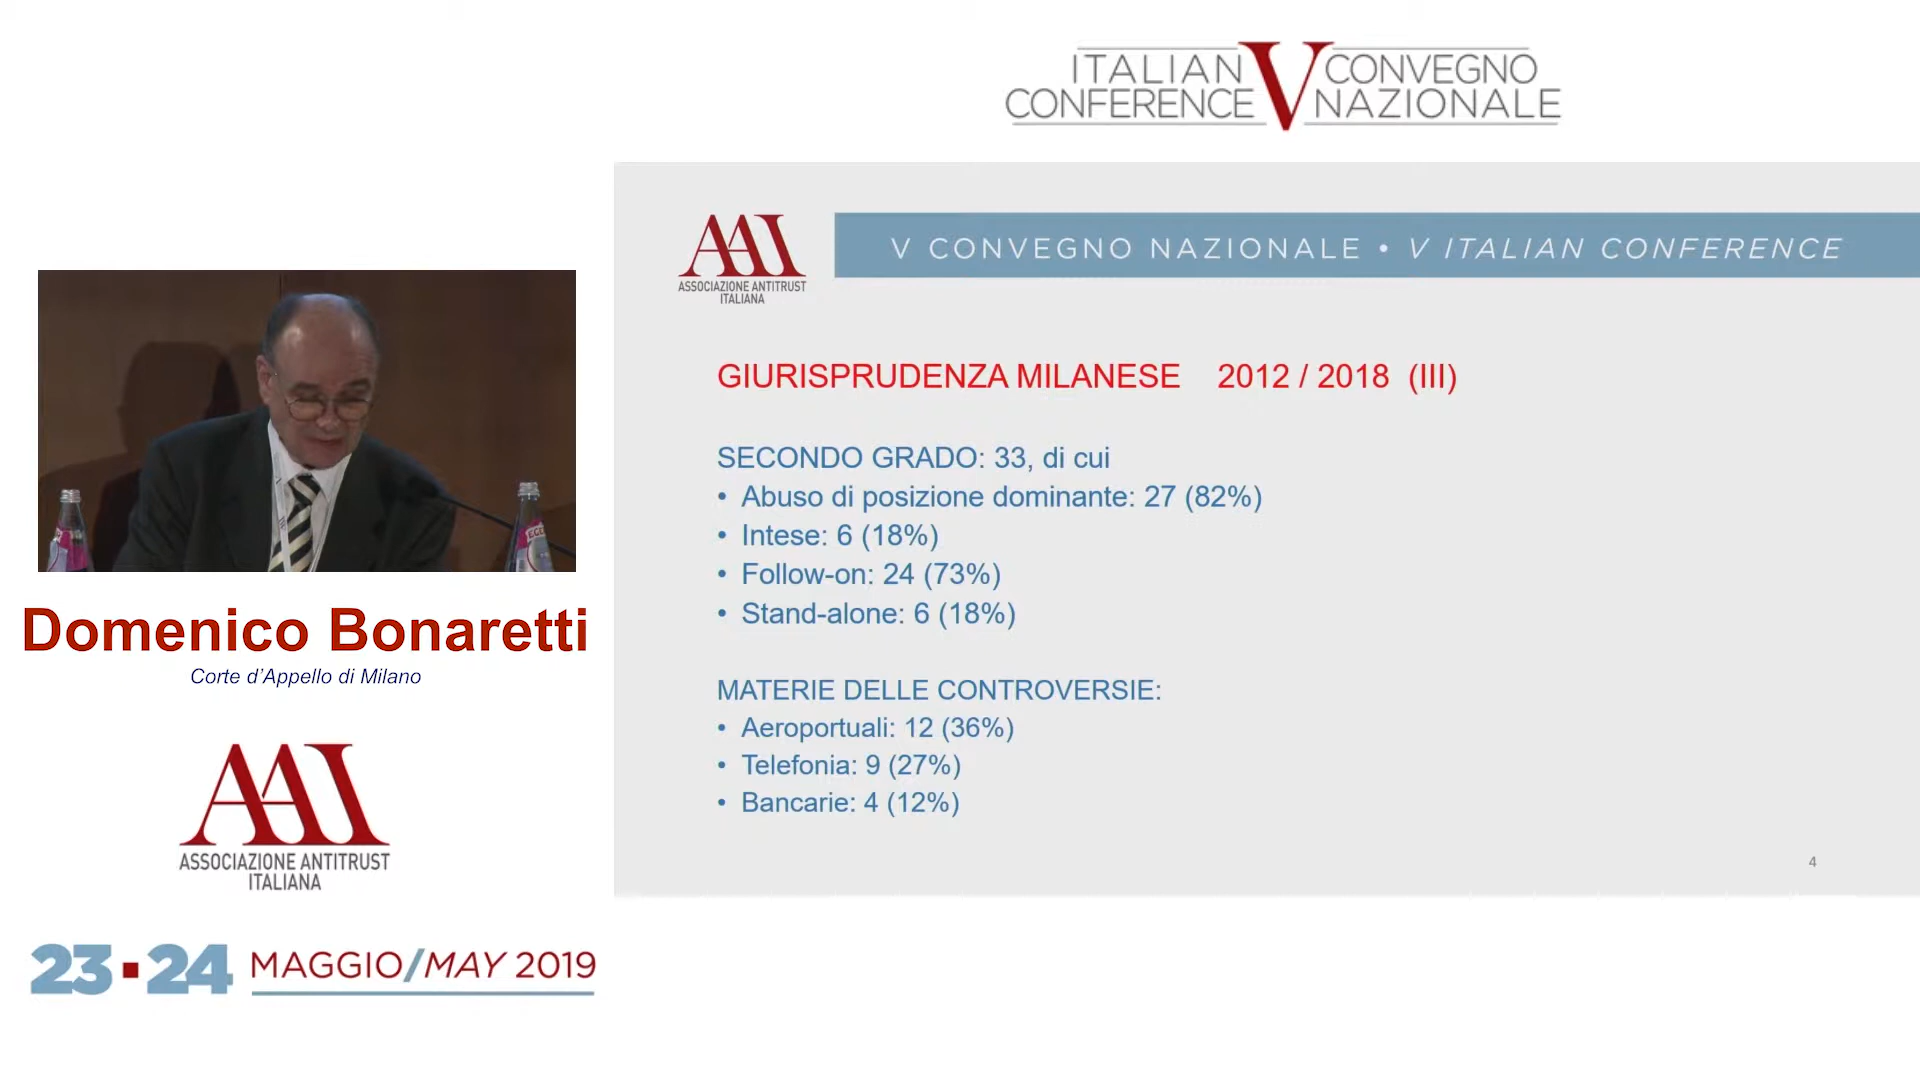 ITALIAN V CONVEGNO
CONFERENCE NAZIONALE
AAI
ASSOCIAZIONE ANTITRUST
ITALIANA
V CONVEGNO NAZIONALE • V ITALIAN CONFERENCE
GIURISPRUDENZA MILANESE 2012 / 2018 (III)
SECONDO GRADO: 33, di cui
• Abuso di posizione dominante: 27 (82%)
• Intese: 6 (18%)
• Follow-on: 24 (73%)
• Stand-alone: 6 (18%)
MATERIE DELLE CONTROVERSIE:
• Aeroportuali: 12 (36%)
• Telefonia: 9 (27%)
• Bancarie: 4 (12%)
4
Domenico Bonaretti
Corte d'Appello di Milano
AAI
ASSOCIAZIONE ANTITRUST
ITALIANA
23▪24 MAGGIO/MAY 2019